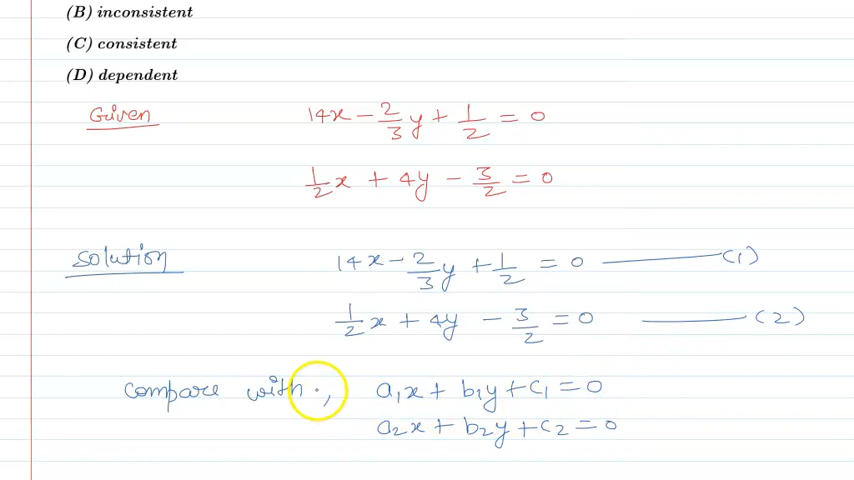 (B) inconsistent
(C) consistent
(D) dependent
Given 14x - 2/3 y + 1/2 = 0
1/2 x + 4y - 3/2 = 0
Solution 14x - 2/3 y + 1/2 = 0 (1)
1/2 x + 4y - 3/2 = 0 (2)
Compare with., a₁x + b₁y + c₁ = 0
a₂x + b₂y + c₂ = 0